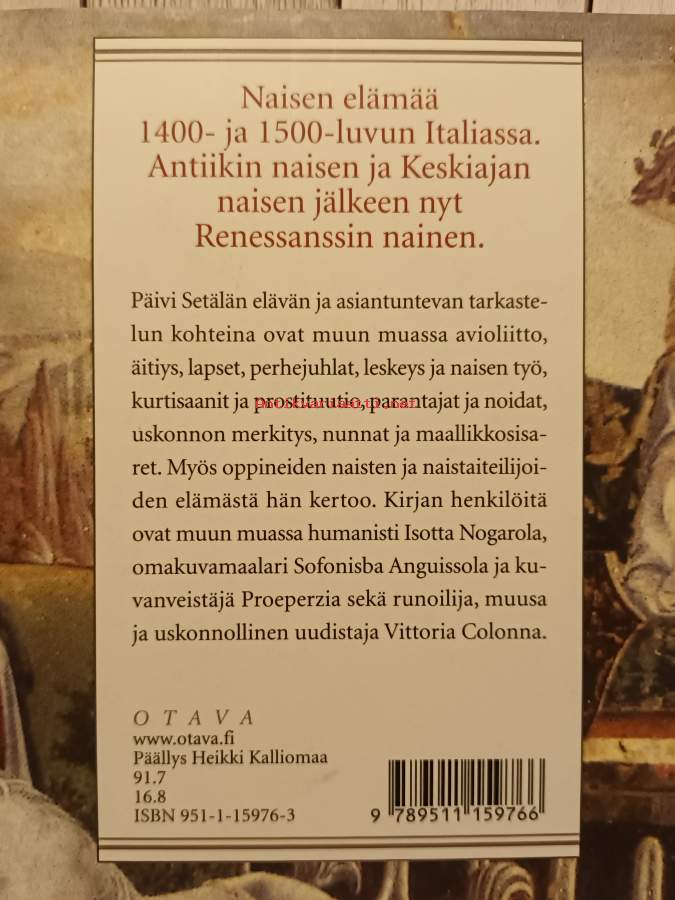 Naisen elämää
1400- ja 1500-luvun Italiassa.
Antiikin naisen ja Keskiajan
naisen jälkeen nyt
Renessanssin nainen.
Päivi Setälän elävän ja asiantuntevan tarkaste-
lun kohteina ovat muun muassa avioliitto,
äitiys, lapset, perhejuhlat, leskeys ja naisen työ,
kurtisaanit ja prostituutio, parantajat ja noidat,
uskonnon merkitys, nunnat ja maallikkosisa-
ret. Myös oppineiden naisten ja naistaiteilijoi-
den elämästä hän kertoo. Kirjan henkilöitä
ovat muun muassa humanisti Isotta Nogarola,
omakuvamaalari Sofonisba Anguissola ja ku-
vanveistäjä Proeperzia sekä runoilija, muusa
ja uskonnollinen uudistaja Vittoria Colonna.
OTAVA
www.otava.fi
Päällys Heikki Kalliomaa
91.7
16.8
ISBN 951-1-15976-3
9 789511 159766